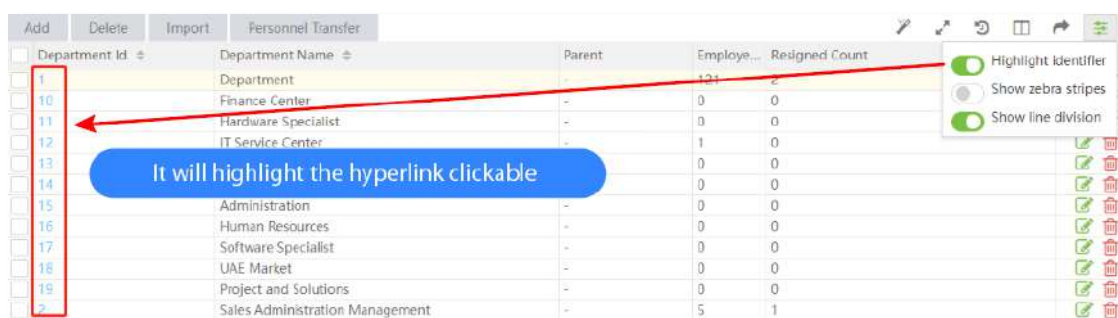 Add Delete Import Personnel Transfer
Department Id Department Name Parent Employe... Resigned Count
Highlight Identifier
Show zebra stripes
Show line division
1 Department - 121 2
10 Finance Center - 0 0
11 Hardware Specialist - 0 0
12 IT Service Center - 1 0
13 0 0
It will highlight the hyperlink clickable
14 0 0
15 Administration - 0 0
16 Human Resources - 0 0
17 Software Specialist - 0 0
18 UAE Market - 0 0
19 Project and Solutions - 0 0
2 Sales Administration Management - 5 1